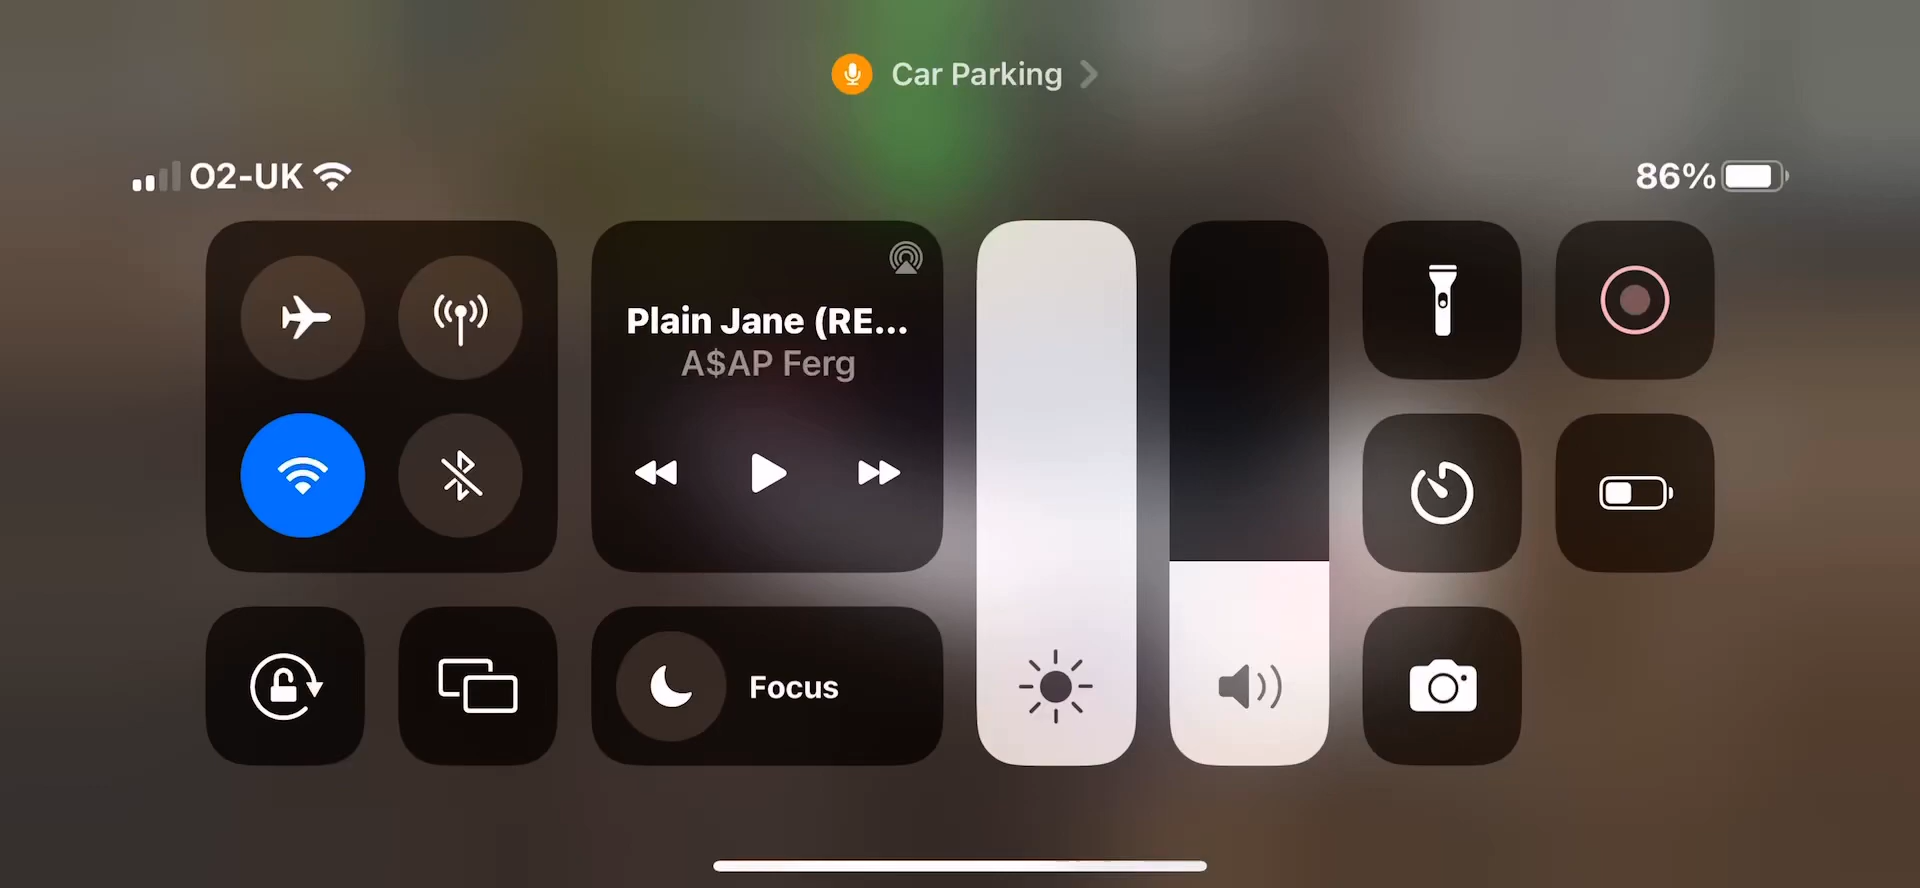 Car Parking
O2-UK
86%
Plain Jane (RE...
A$AP Ferg
Focus